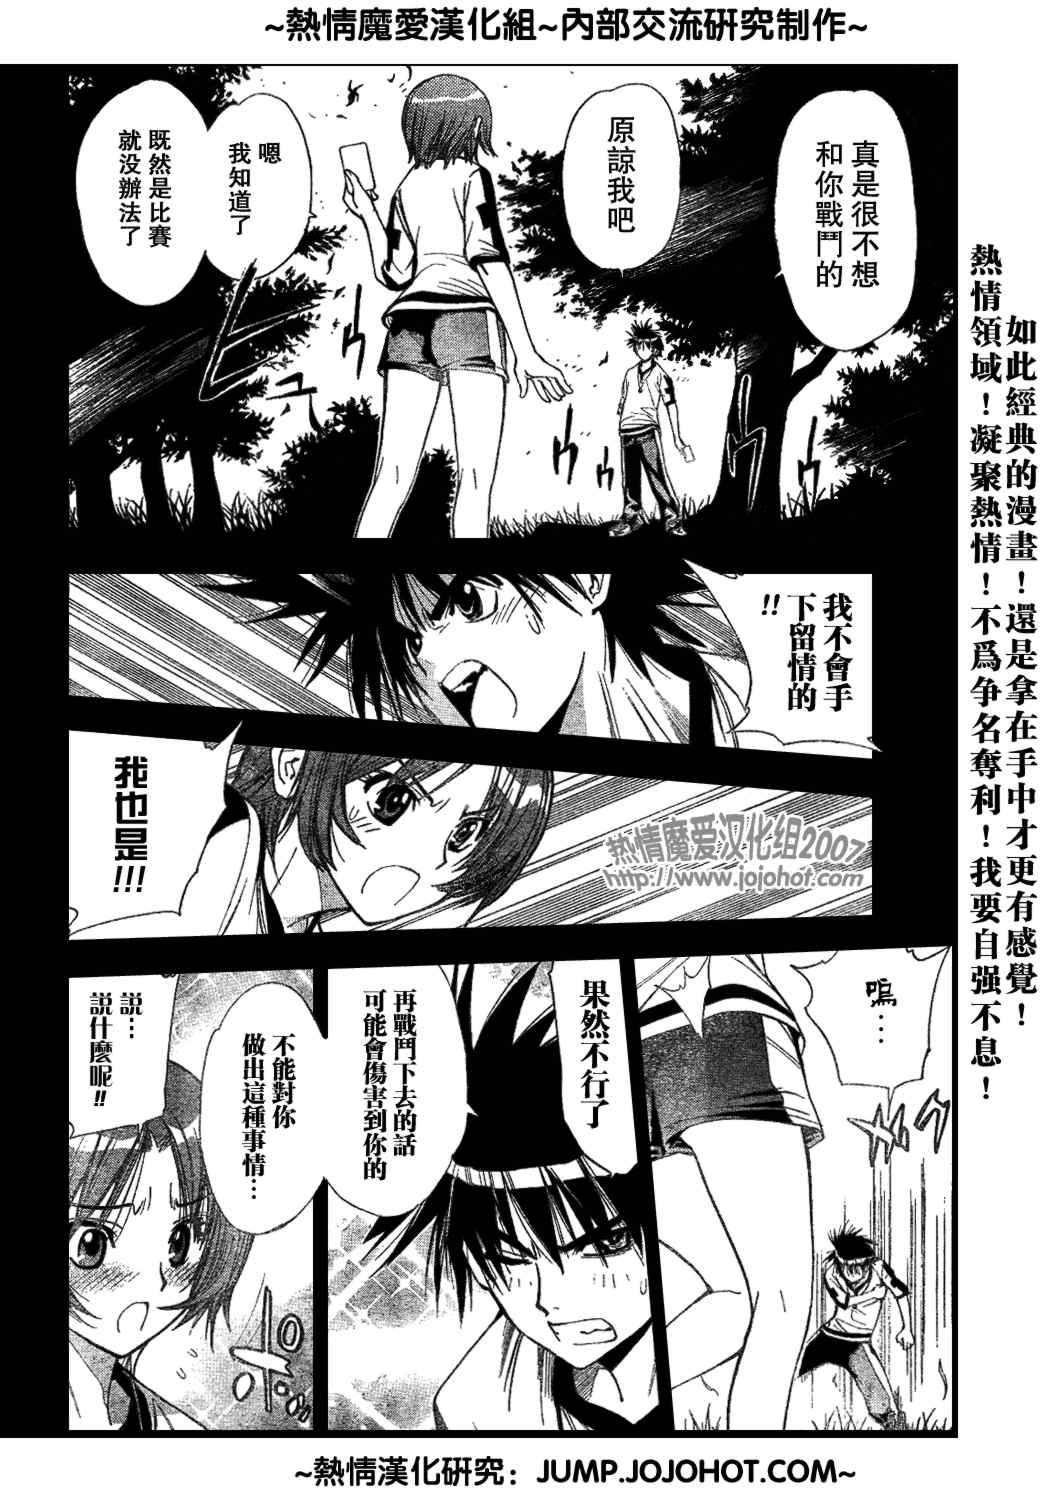 ~熱情魔愛漢化組~內部交流研究制作~
真是很不想
和你戰鬥的
原諒我吧
嗯
我知道了
既然是比賽
就没辦法了
我不會手
下留情的
!!
我也是!!!
热情魔爱汉化组2007
http://www.jojohot.com
嗚…
果然不行了
再戰鬥下去的話
可能會傷害到你的
不能對你
做出這種事情…
説…
説什麼呢!!
如此經典的漫畫！還是拿在手中才更有感覺！
熱情領域！凝聚熱情！不爲争名奪利！我要自强不息！
~熱情漢化研究：JUMP.JOJOHOT.COM~